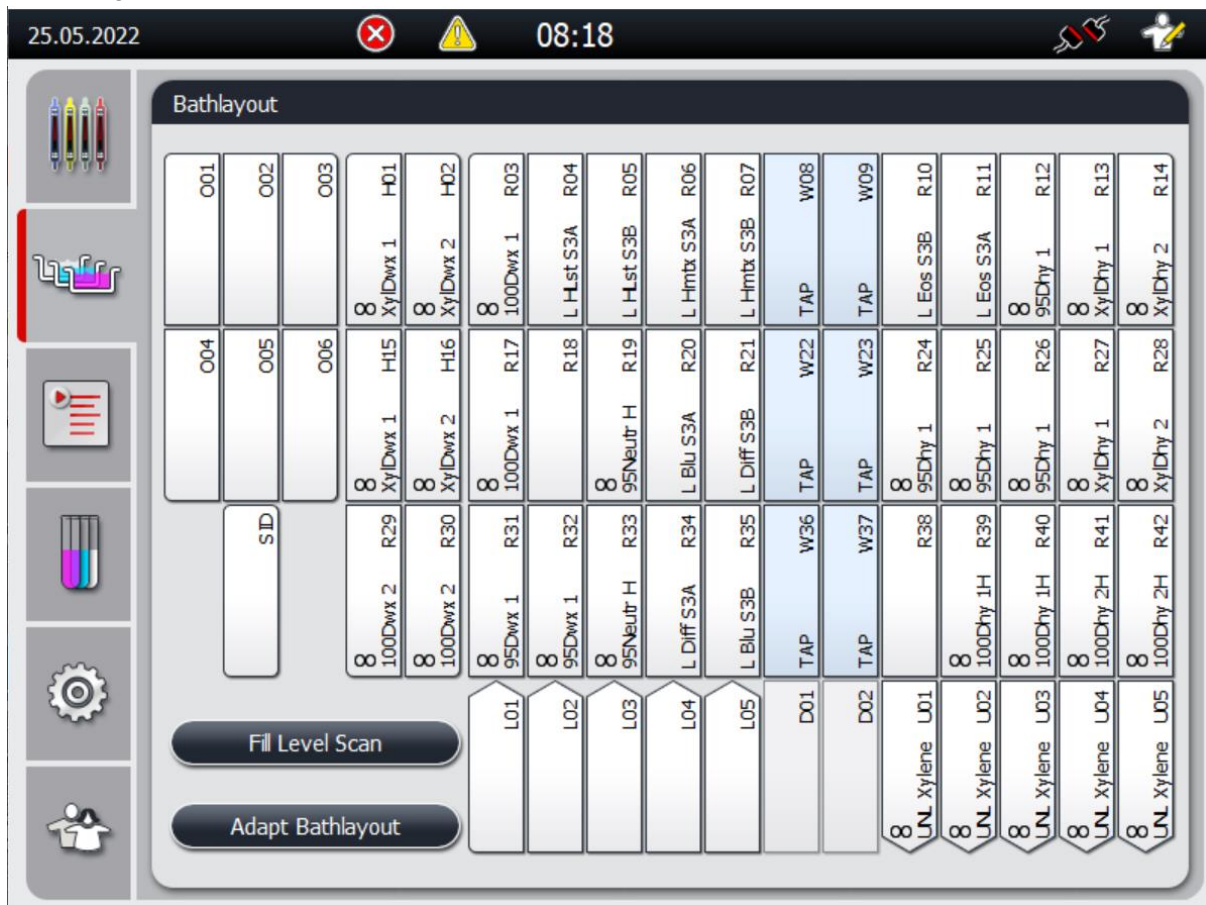 25.05.2022 08:18
Bathlayout
O01
O02
O03
∞ XylDwx 1 H01
∞ XylDwx 2 H02
∞ 100Dwx 1 R03
L HLst S3A R04
L HLst S3B R05
L Hmtx S3A R06
L Hmtx S3B R07
TAP W08
TAP W09
L Eos S3B R10
L Eos S3A R11
∞ 95Dhy 1 R12
∞ XylDhy 1 R13
∞ XylDhy 2 R14
O04
O05
O06
∞ XylDwx 1 H15
∞ XylDwx 2 H16
∞ 100Dwx 1 R17
R18
∞ 95Neutr H R19
L Blu S3A R20
L Diff S3B R21
TAP W22
TAP W23
∞ 95Dhy 1 R24
∞ 95Dhy 1 R25
∞ 95Dhy 1 R26
∞ XylDhy 1 R27
∞ XylDhy 2 R28
SID
∞ 100Dwx 2 R29
∞ 100Dwx 2 R30
∞ 95Dwx 1 R31
∞ 95Dwx 1 R32
∞ 95Neutr H R33
L Diff S3A R34
L Blu S3B R35
TAP W36
TAP W37
R38
∞ 100Dhy 1H R39
∞ 100Dhy 1H R40
∞ 100Dhy 2H R41
∞ 100Dhy 2H R42
L01
L02
L03
L04
L05
D01
D02
∞ UNL Xylene U01
∞ UNL Xylene U02
∞ UNL Xylene U03
∞ UNL Xylene U04
∞ UNL Xylene U05
Fill Level Scan
Adapt Bathlayout